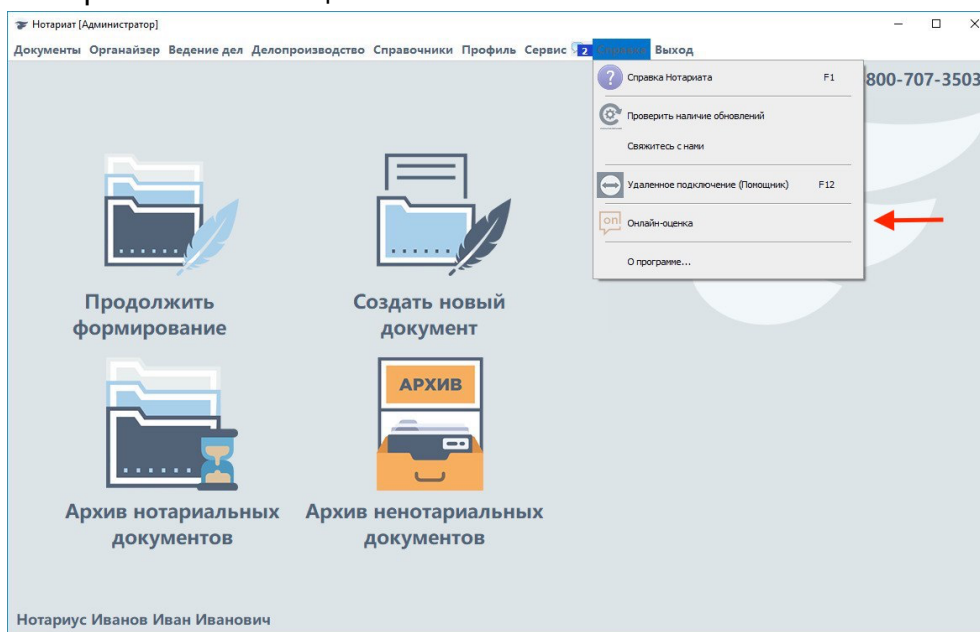 Нотариат [Администратор]
Документы Органайзер Ведение дел Делопроизводство Справочники Профиль Сервис 2 Справка Выход
800-707-3503
? Справка Нотариата F1
Проверить наличие обновлений
Свяжитесь с нами
Удаленное подключение (Помощник) F12
on Онлайн-оценка
О программе...
Продолжить
формирование
Создать новый
документ
АРХИВ
Архив нотариальных
документов
Архив ненотариальных
документов
Нотариус Иванов Иван Иванович